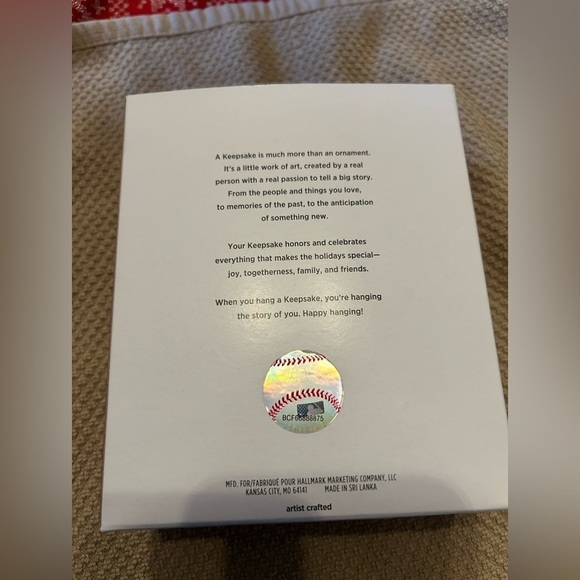 A Keepsake is much more than an ornament.
It's a little work of art, created by a real
person with a real passion to tell a big story.
From the people and things you love,
to memories of the past, to the anticipation
of something new.
Your Keepsake honors and celebrates
everything that makes the holidays special—
joy, togetherness, family, and friends.
When you hang a Keepsake, you're hanging
the story of you. Happy hanging!
MFD. FOR/FABRIQUÉ POUR HALLMARK MARKETING COMPANY, LLC
KANSAS CITY, MO 64141 MADE IN SRI LANKA
artist crafted